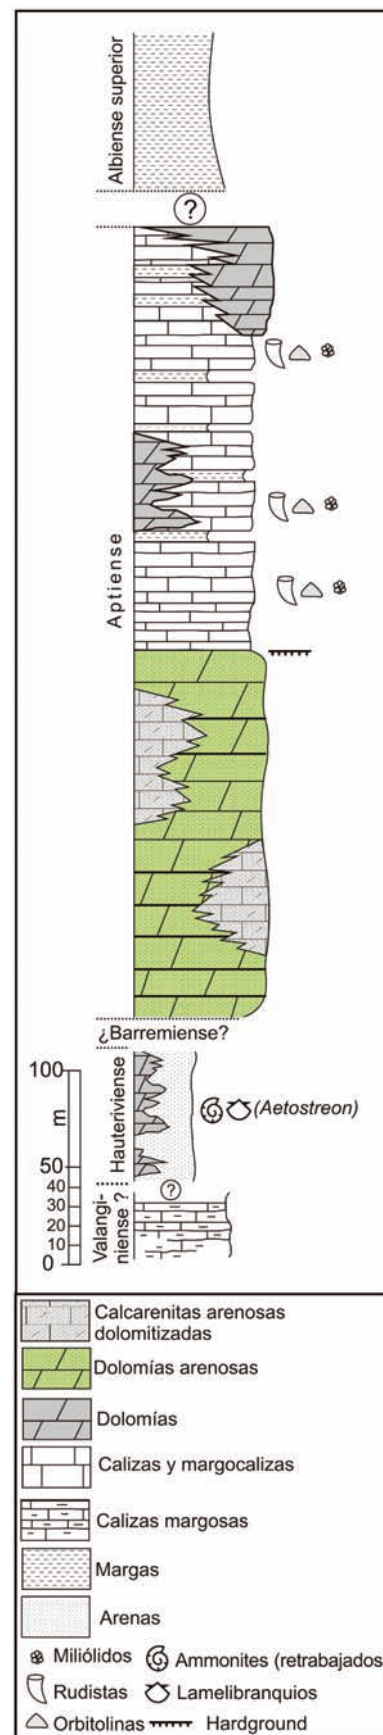 Albiense superior
?
Aptiense
¿Barremiense?
100
m
50
40
30
20
10
0
Hauteriviense
(Aetostreon)
?
Valangi-
niense ?
Calcarenitas arenosas
dolomitizadas
Dolomías arenosas
Dolomías
Calizas y margocalizas
Calizas margosas
Margas
Arenas
Miliólidos Ammonites (retrabajados
Rudistas Lamelibranquios
Orbitolinas Hardground